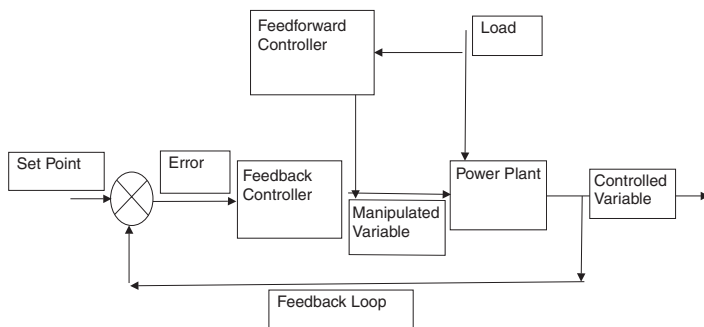 Feedforward
Controller
Load
Set Point
Error
Feedback
Controller
Manipulated
Variable
Power Plant
Controlled
Variable
Feedback Loop